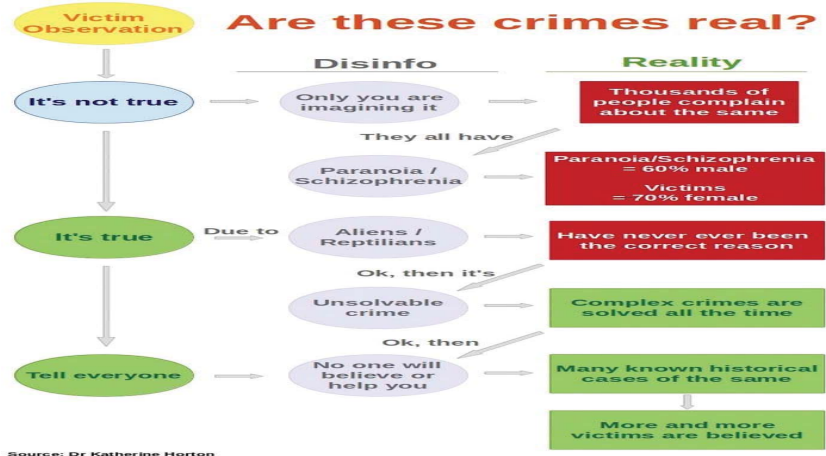 Victim
Observation
Are these crimes real?
Disinfo
Reality
It's not true
Only you are
imagining it
Thousands of
people complain
about the same
They all have
Paranoia /
Schizophrenia
Paranoia/Schizophrenia
= 60% male
Victims
= 70% female
It's true
Due to
Aliens /
Reptilians
Have never ever been
the correct reason
Ok, then it's
Unsolvable
crime
Complex crimes are
solved all the time
Ok, then
Tell everyone
No one will
believe or
help you
Many known historical
cases of the same
More and more
victims are believed
Source: Dr Katherine Horton